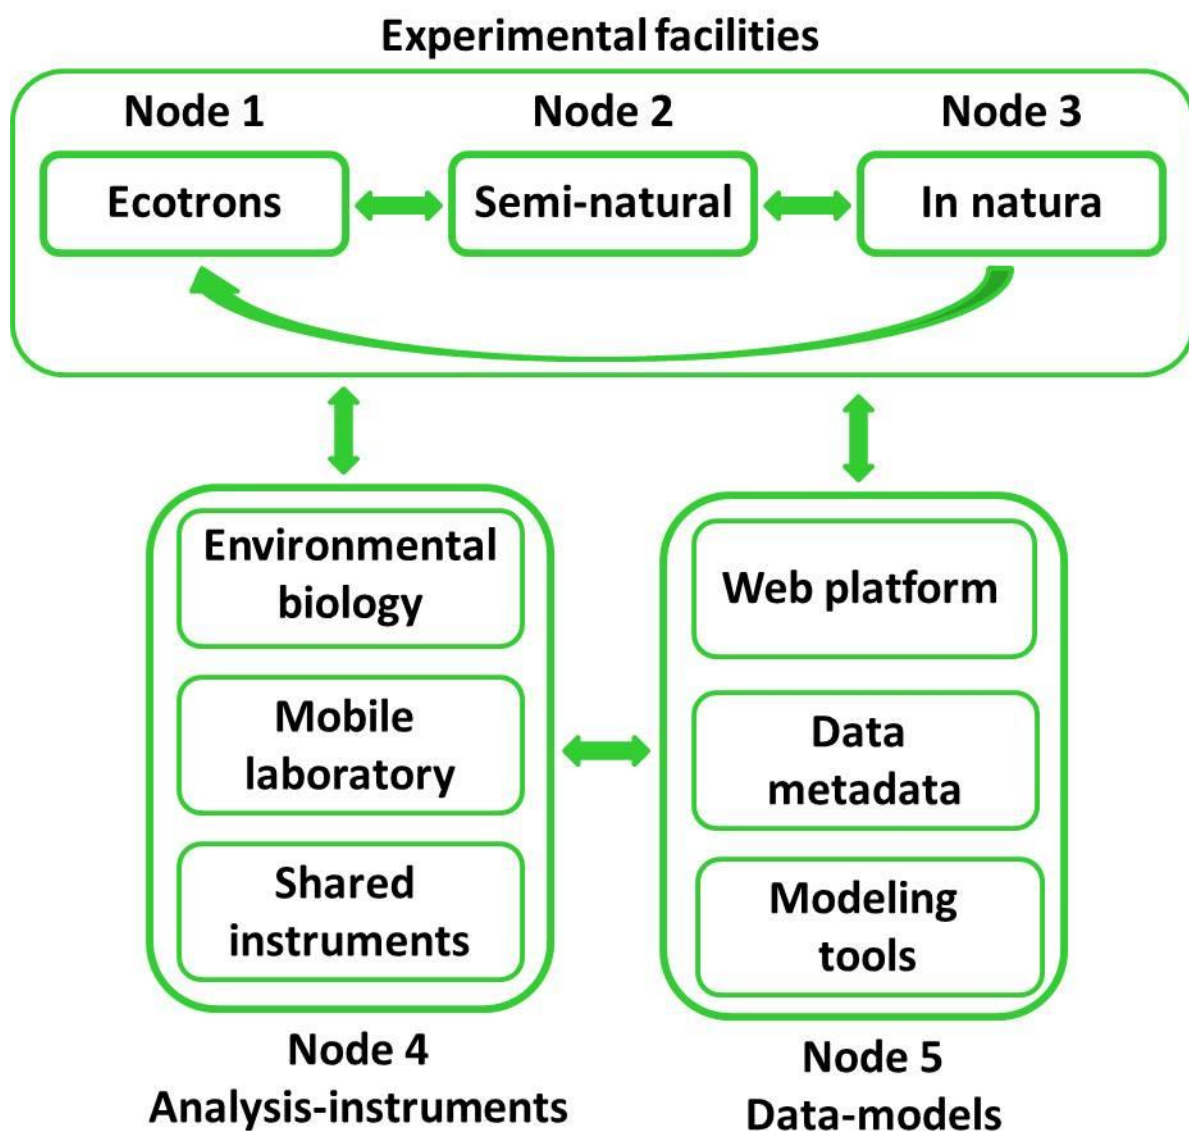 Experimental facilities
Node 1
Node 2
Node 3
Ecotrons
Semi-natural
In natura
Environmental
biology
Mobile
laboratory
Shared
instruments
Node 4
Analysis-instruments
Web platform
Data
metadata
Modeling
tools
Node 5
Data-models